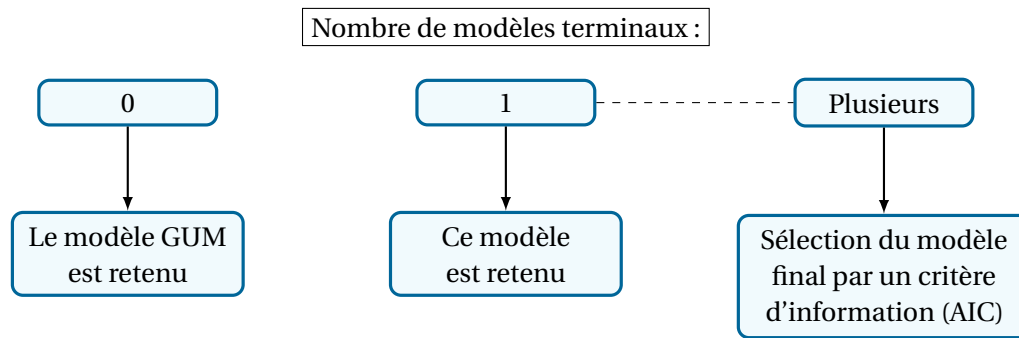 Nombre de modèles terminaux :
0
1
Plusieurs
Le modèle GUM
est retenu
Ce modèle
est retenu
Sélection du modèle
final par un critère
d'information (AIC)